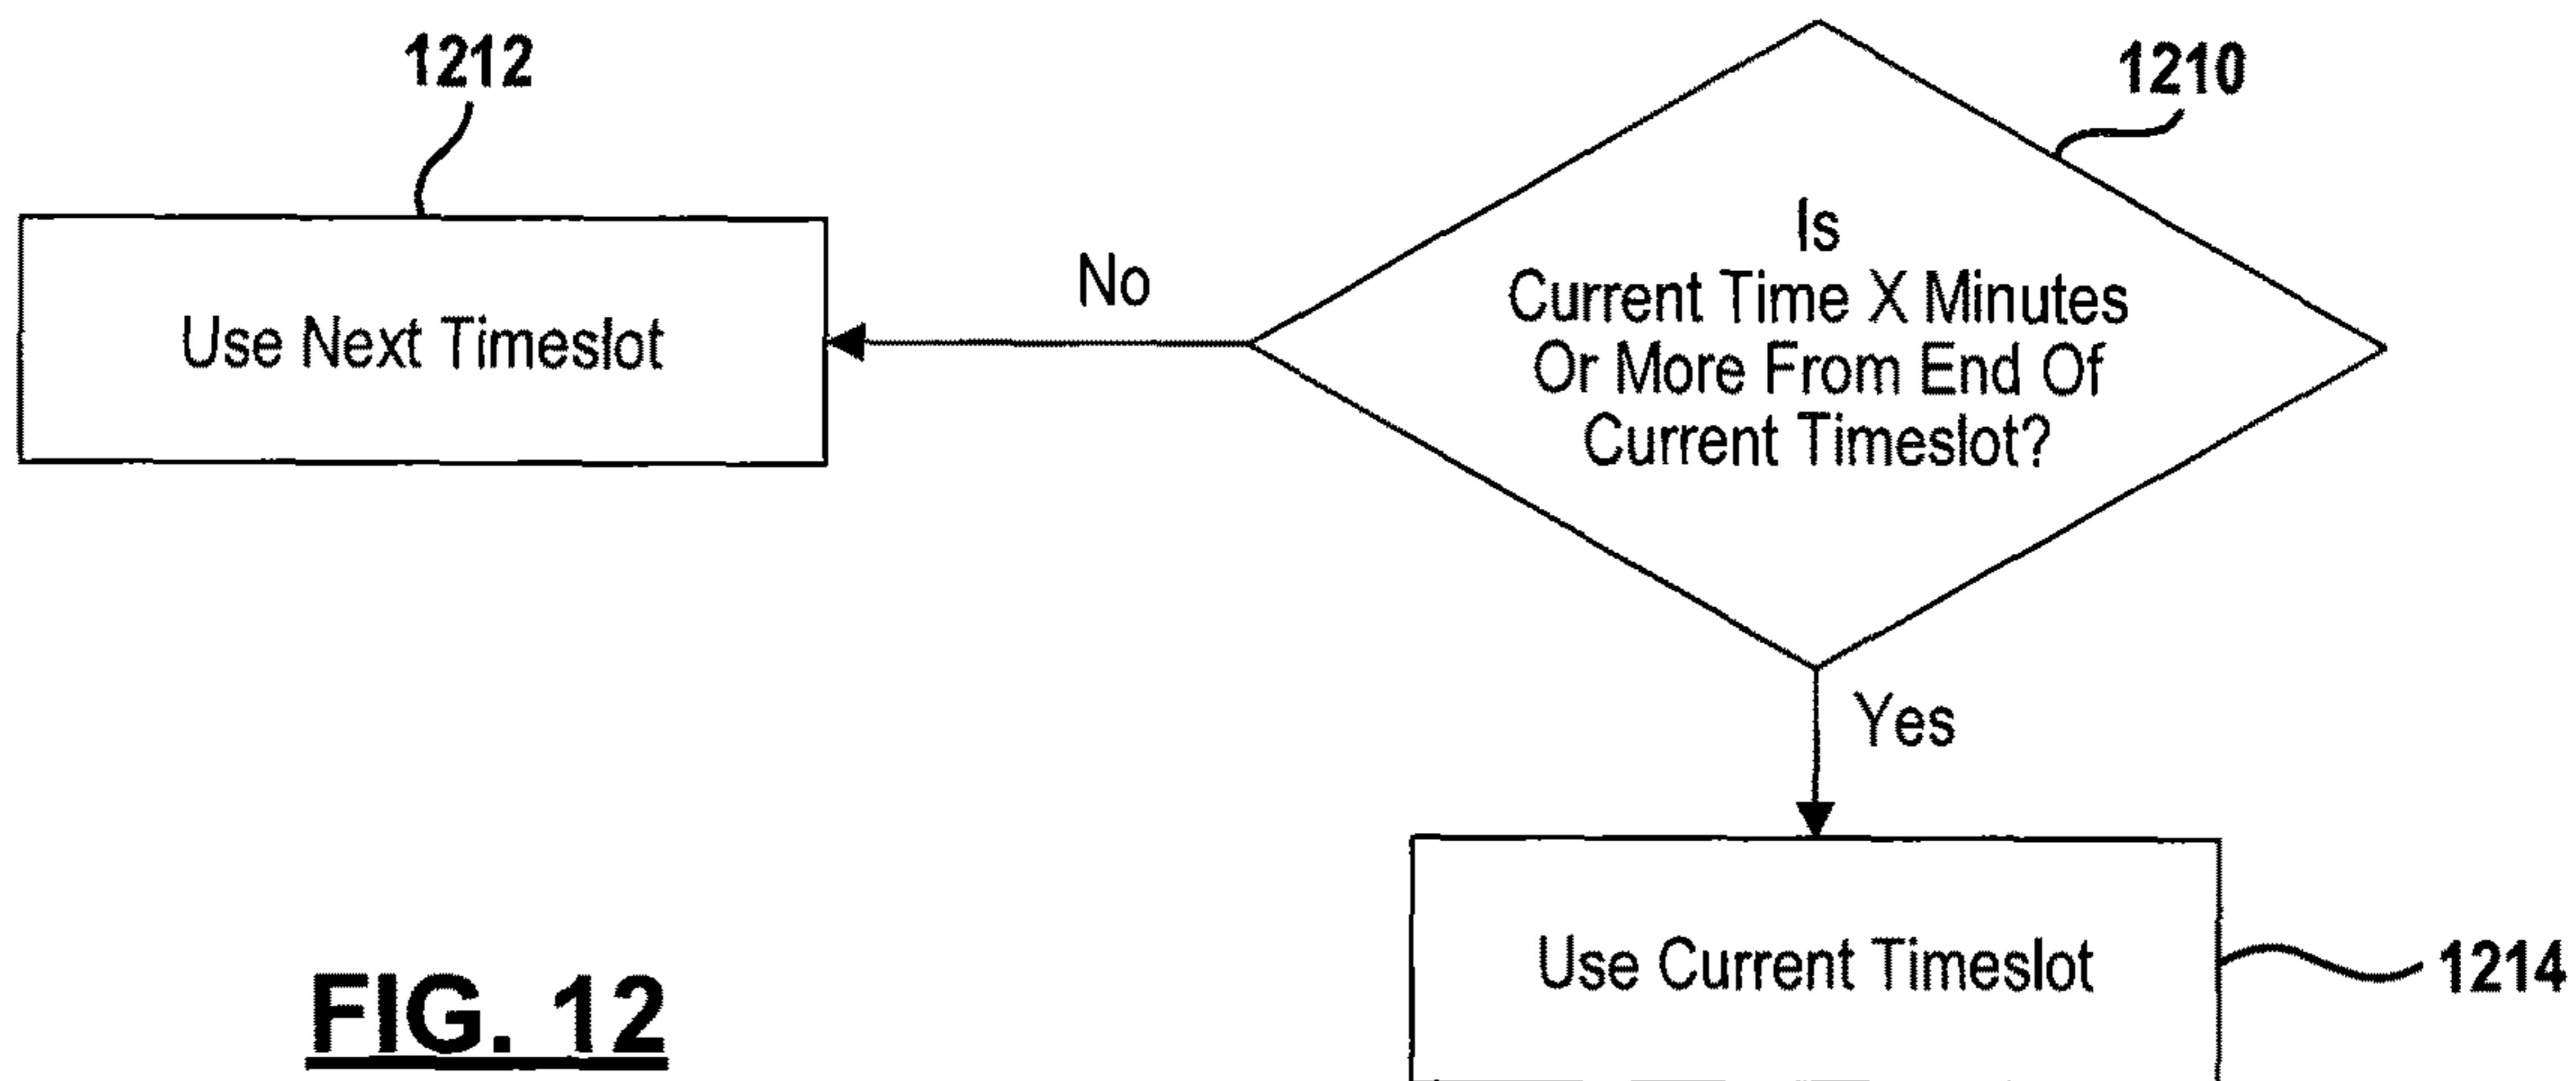 1212
1210
Is
Current Time X Minutes
Or More From End Of
Current Timeslot?
No
Use Next Timeslot
Yes
Use Current Timeslot
1214
FIG. 12